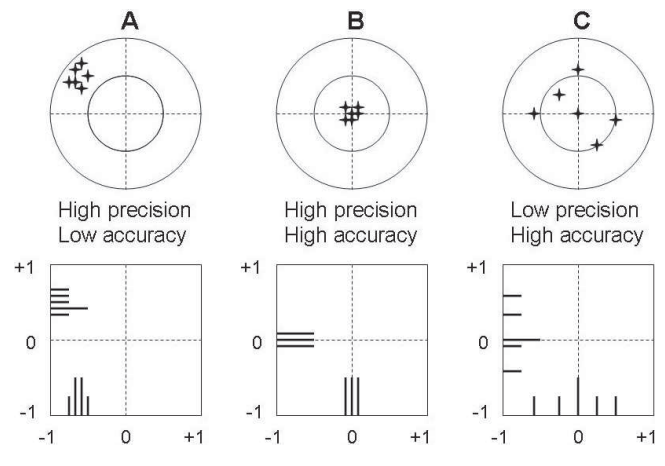 A B C
High precision High precision Low precision
Low accuracy High accuracy High accuracy
+1 +1 +1
0 0 0
-1 -1 -1
-1 0 +1 -1 0 +1 -1 0 +1